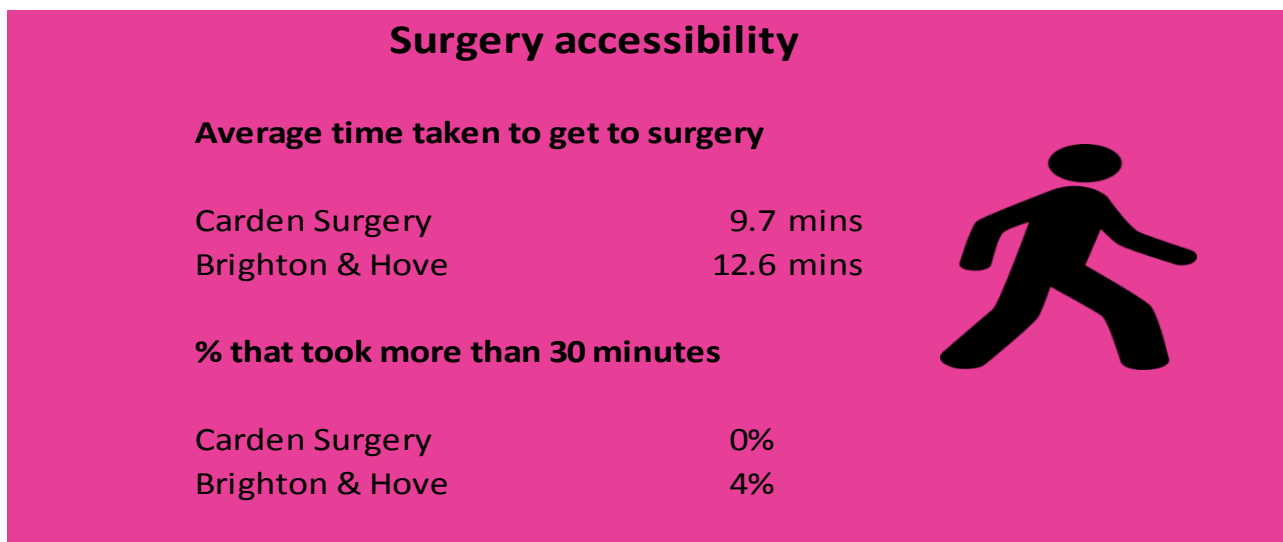 Surgery accessibility
Average time taken to get to surgery
Carden Surgery 9.7 mins
Brighton & Hove 12.6 mins
% that took more than 30 minutes
Carden Surgery 0%
Brighton & Hove 4%